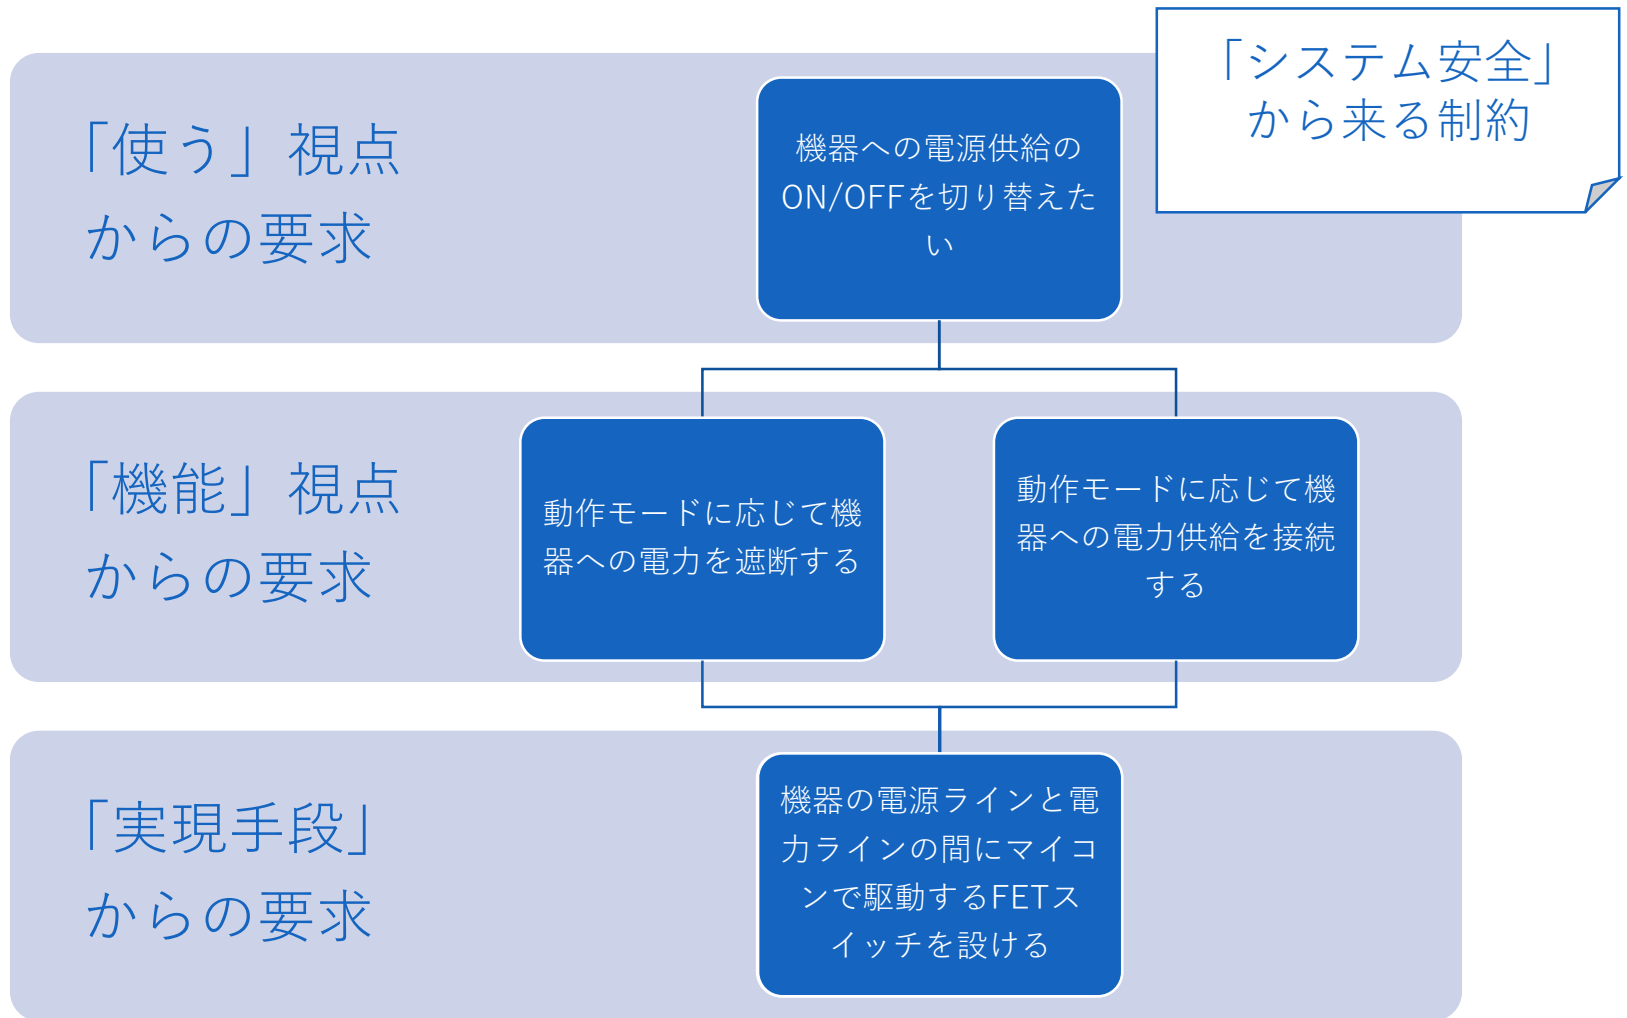 「システム安全」
から来る制約
「使う」視点
からの要求
機器への電源供給の
ON/OFFを切り替えた
い
「機能」視点
からの要求
動作モードに応じて機
器への電力を遮断する
動作モードに応じて機
器への電力供給を接続
する
「実現手段」
からの要求
機器の電源ラインと電
力ラインの間にマイコ
ンで駆動するFETス
イッチを設ける